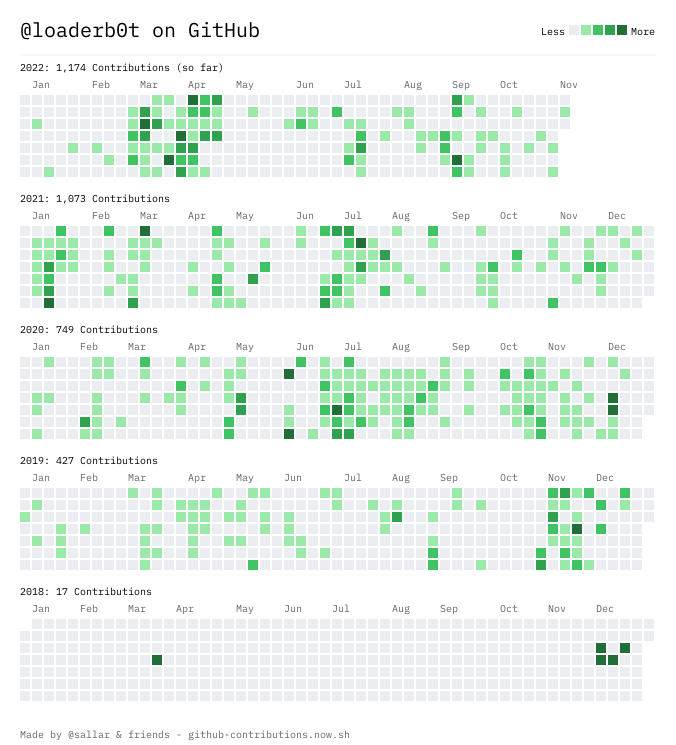 @loaderb0t on GitHub
Less More
2022: 1,174 Contributions (so far)
Jan Feb Mar Apr May Jun Jul Aug Sep Oct Nov
2021: 1,073 Contributions
Jan Feb Mar Apr May Jun Jul Aug Sep Oct Nov Dec
2020: 749 Contributions
Jan Feb Mar Apr May Jun Jul Aug Sep Oct Nov Dec
2019: 427 Contributions
Jan Feb Mar Apr May Jun Jul Aug Sep Oct Nov Dec
2018: 17 Contributions
Jan Feb Mar Apr May Jun Jul Aug Sep Oct Nov Dec
Made by @sallar & friends - github-contributions.now.sh